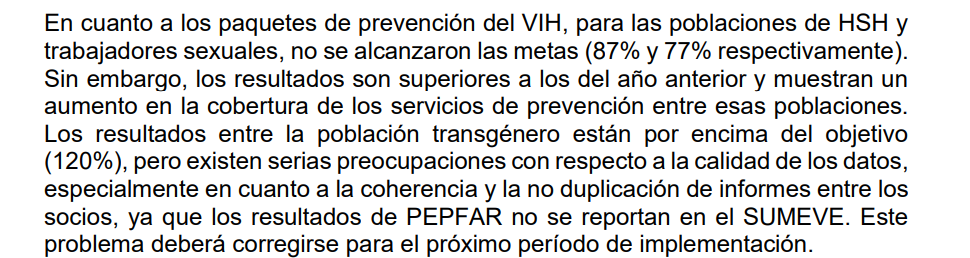 En cuanto a los paquetes de prevención del VIH, para las poblaciones de HSH y
trabajadores sexuales, no se alcanzaron las metas (87% y 77% respectivamente).
Sin embargo, los resultados son superiores a los del año anterior y muestran un
aumento en la cobertura de los servicios de prevención entre esas poblaciones.
Los resultados entre la población transgénero están por encima del objetivo
(120%), pero existen serias preocupaciones con respecto a la calidad de los datos,
especialmente en cuanto a la coherencia y la no duplicación de informes entre los
socios, ya que los resultados de PEPFAR no se reportan en el SUMEVE. Este
problema deberá corregirse para el próximo período de implementación.